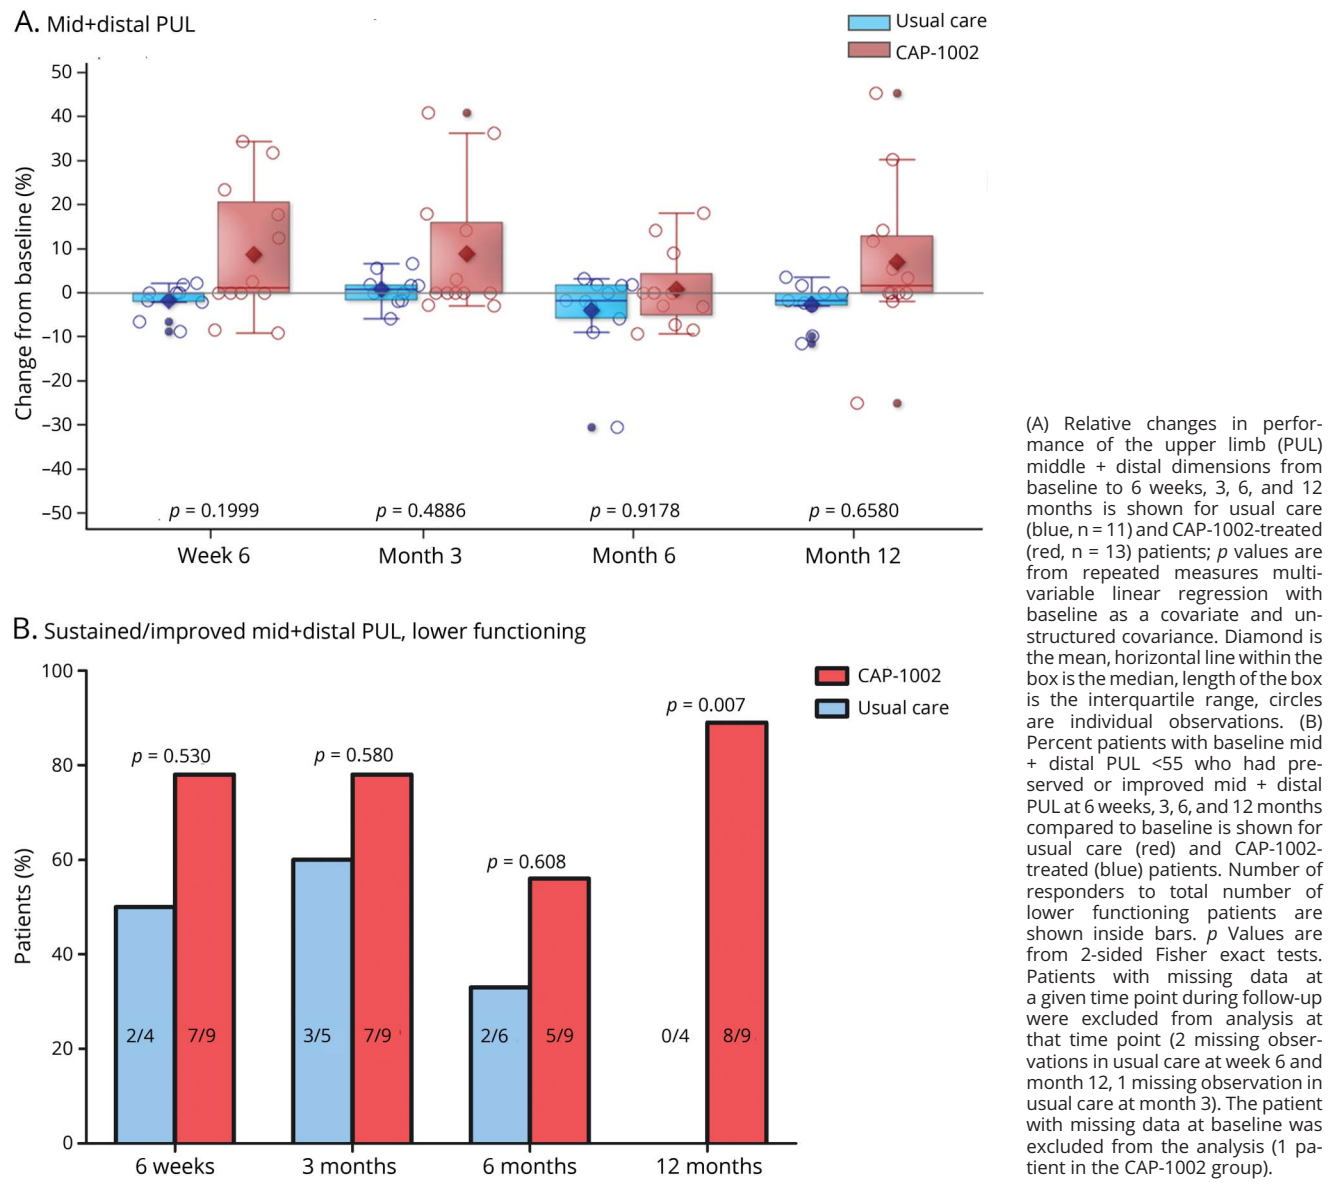 A. Mid+distal PUL
Usual care
CAP-1002
Change from baseline (%)
50
40
30
20
10
0
–10
–20
–30
–40
–50
p = 0.1999
p = 0.4886
p = 0.9178
p = 0.6580
Week 6
Month 3
Month 6
Month 12
B. Sustained/improved mid+distal PUL, lower functioning
CAP-1002
Usual care
Patients (%)
100
80
60
40
20
0
p = 0.530
p = 0.580
p = 0.608
p = 0.007
2/4
7/9
3/5
7/9
2/6
5/9
0/4
8/9
6 weeks
3 months
6 months
12 months
(A) Relative changes in perfor-
mance of the upper limb (PUL)
middle + distal dimensions from
baseline to 6 weeks, 3, 6, and 12
months is shown for usual care
(blue, n = 11) and CAP-1002-treated
(red, n = 13) patients; p values are
from repeated measures multi-
variable linear regression with
baseline as a covariate and un-
structured covariance. Diamond is
the mean, horizontal line within the
box is the median, length of the box
is the interquartile range, circles
are individual observations. (B)
Percent patients with baseline mid
+ distal PUL <55 who had pre-
served or improved mid + distal
PUL at 6 weeks, 3, 6, and 12 months
compared to baseline is shown for
usual care (red) and CAP-1002-
treated (blue) patients. Number of
responders to total number of
lower functioning patients are
shown inside bars. p Values are
from 2-sided Fisher exact tests.
Patients with missing data at
a given time point during follow-up
were excluded from analysis at
that time point (2 missing obser-
vations in usual care at week 6 and
month 12, 1 missing observation in
usual care at month 3). The patient
with missing data at baseline was
excluded from the analysis (1 pa-
tient in the CAP-1002 group).